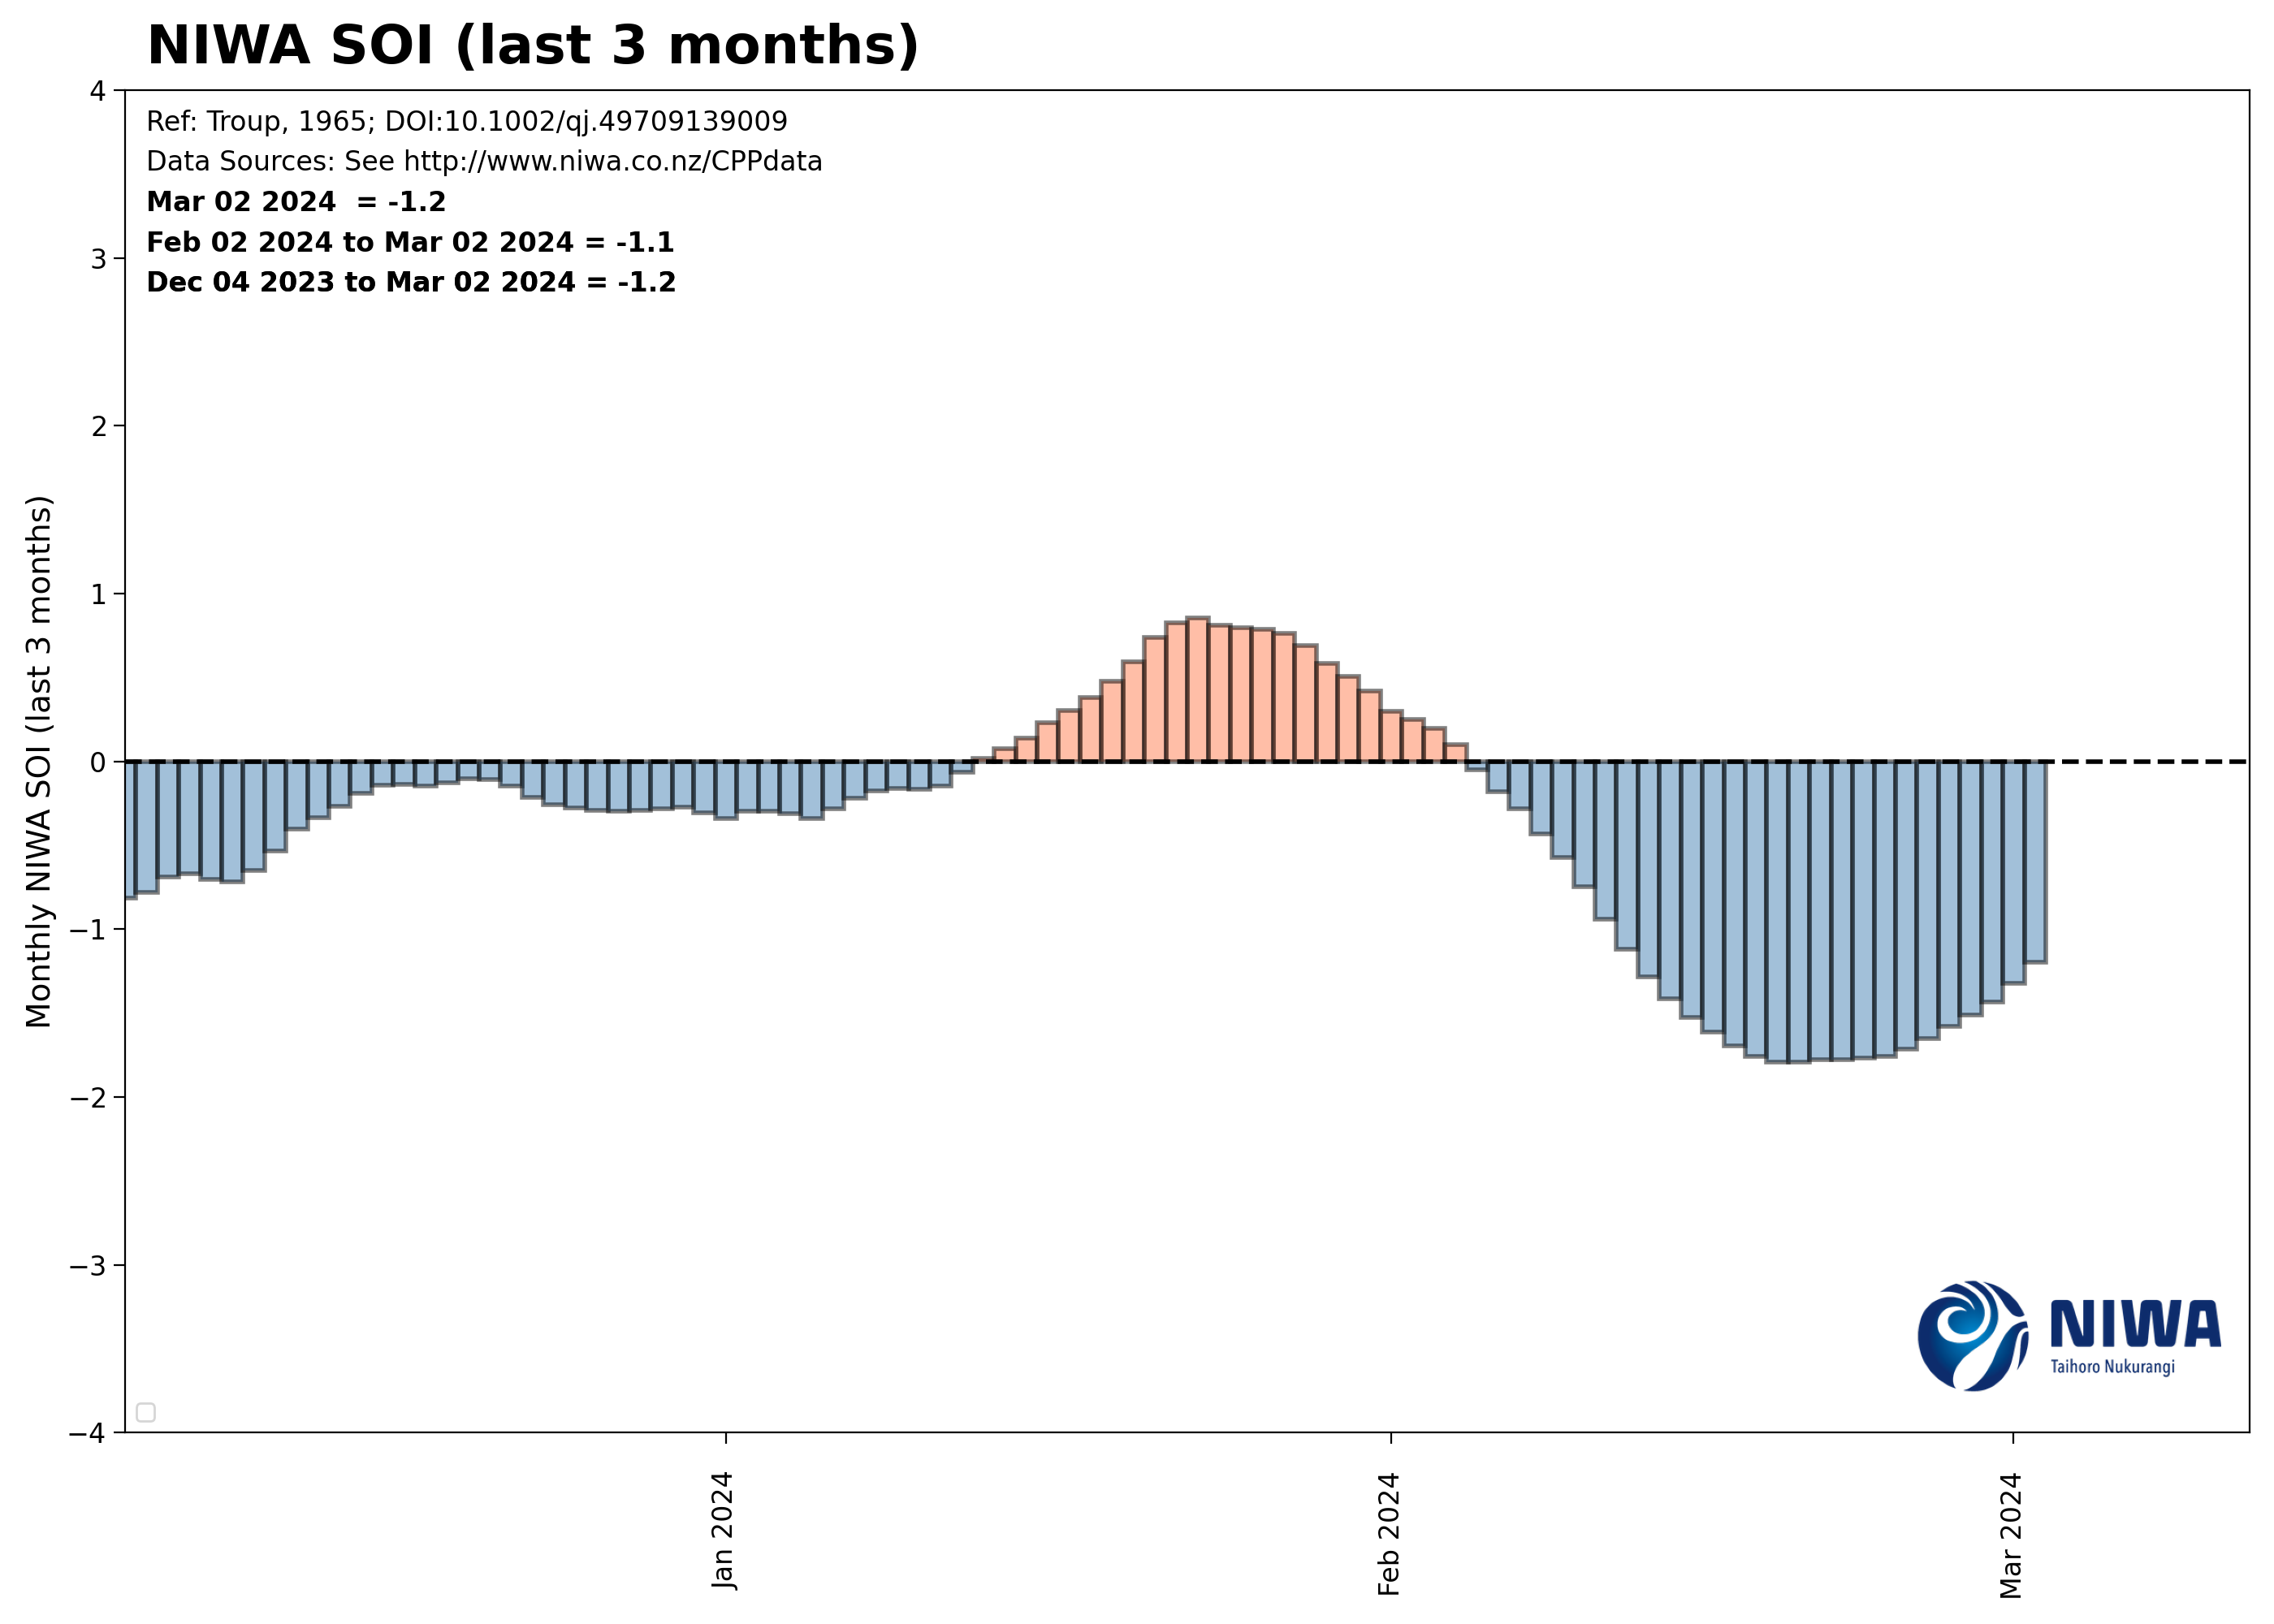 NIWA SOI (last 3 months)
Ref: Troup, 1965; DOI:10.1002/qj.49709139009
Data Sources: See http://www.niwa.co.nz/CPPdata
Mar 02 2024  = -1.2
Feb 02 2024 to Mar 02 2024 = -1.1
Dec 04 2023 to Mar 02 2024 = -1.2
Monthly NIWA SOI (last 3 months)
4
3
2
1
0
−1
−2
−3
−4
Jan 2024
Feb 2024
Mar 2024
NIWA
Taihoro Nukurangi